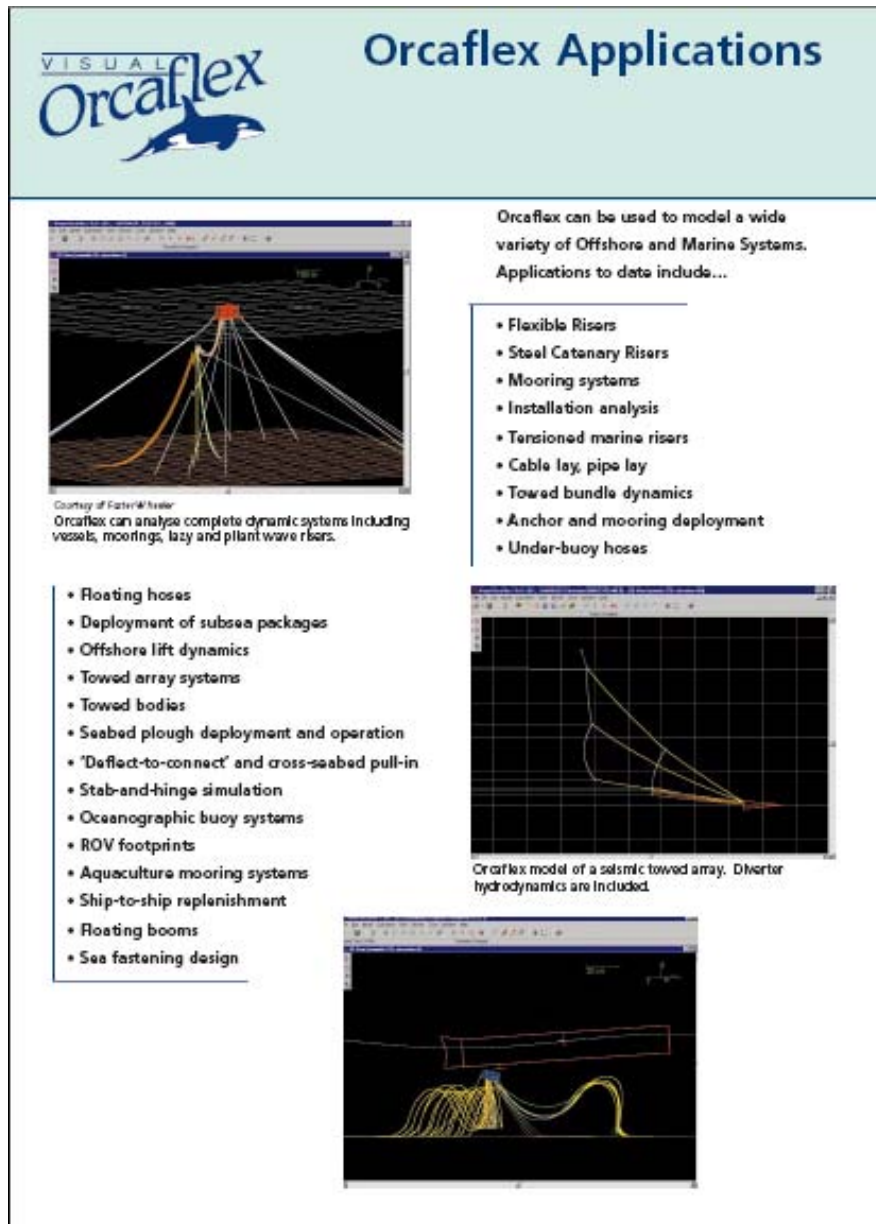 VISUAL
Orcaflex
Orcaflex Applications
Orcaflex can be used to model a wide
variety of Offshore and Marine Systems.
Applications to date include...
• Flexible Risers
• Steel Catenary Risers
• Mooring systems
• Installation analysis
• Tensioned marine risers
• Cable lay, pipe lay
• Towed bundle dynamics
• Anchor and mooring deployment
• Under-buoy hoses
Courtesy of Foster Wheeler
Orcaflex can analyse complete dynamic systems including
vessels, moorings, lazy and pliant wave risers.
• Floating hoses
• Deployment of subsea packages
• Offshore lift dynamics
• Towed array systems
• Towed bodies
• Seabed plough deployment and operation
• 'Deflect-to-connect' and cross-seabed pull-in
• Stab-and-hinge simulation
• Oceanographic buoy systems
• ROV footprints
• Aquaculture mooring systems
• Ship-to-ship replenishment
• Floating booms
• Sea fastening design
Orcaflex model of a seismic towed array. Diverter
hydrodynamics are included.